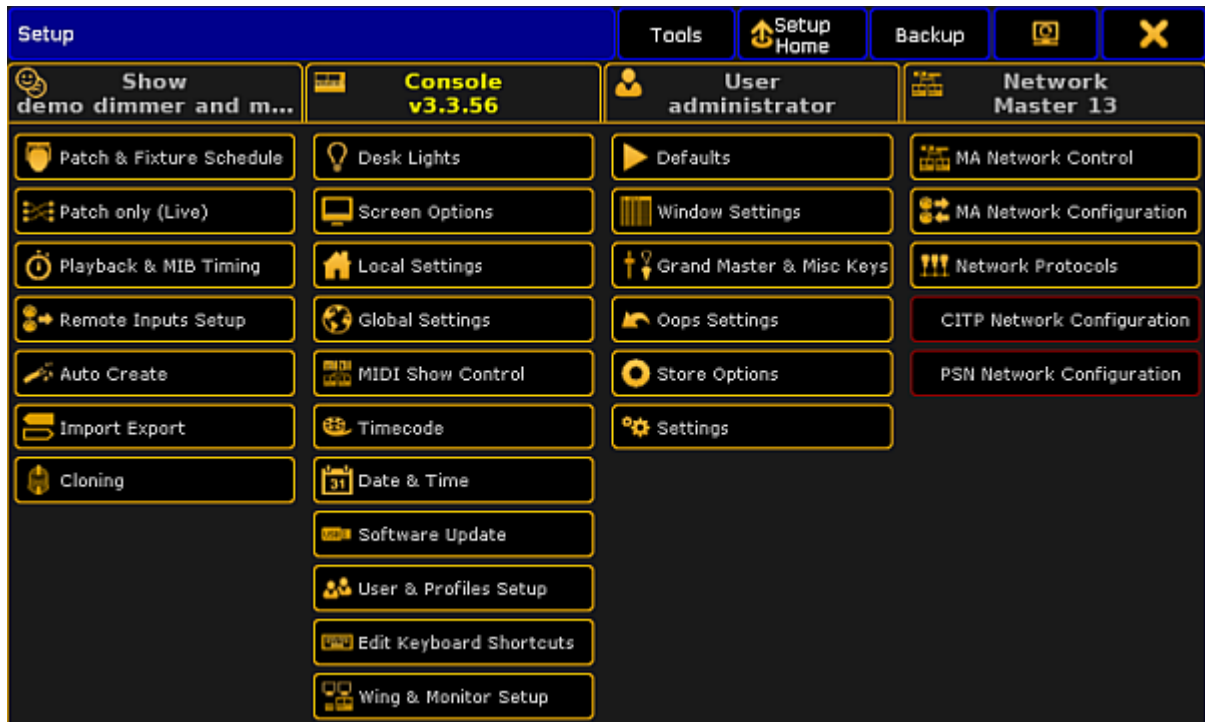 Setup
Tools
Setup
Home
Backup
Show
demo dimmer and m...
Console
v3.3.56
User
administrator
Network
Master 13
Patch & Fixture Schedule
Patch only (Live)
Playback & MIB Timing
Remote Inputs Setup
Auto Create
Import Export
Cloning
Desk Lights
Screen Options
Local Settings
Global Settings
MIDI Show Control
Timecode
31
Date & Time
Software Update
User & Profiles Setup
Edit Keyboard Shortcuts
Wing & Monitor Setup
Defaults
Window Settings
Grand Master & Misc Keys
Oops Settings
Store Options
Settings
MA Network Control
MA Network Configuration
Network Protocols
CITP Network Configuration
PSN Network Configuration